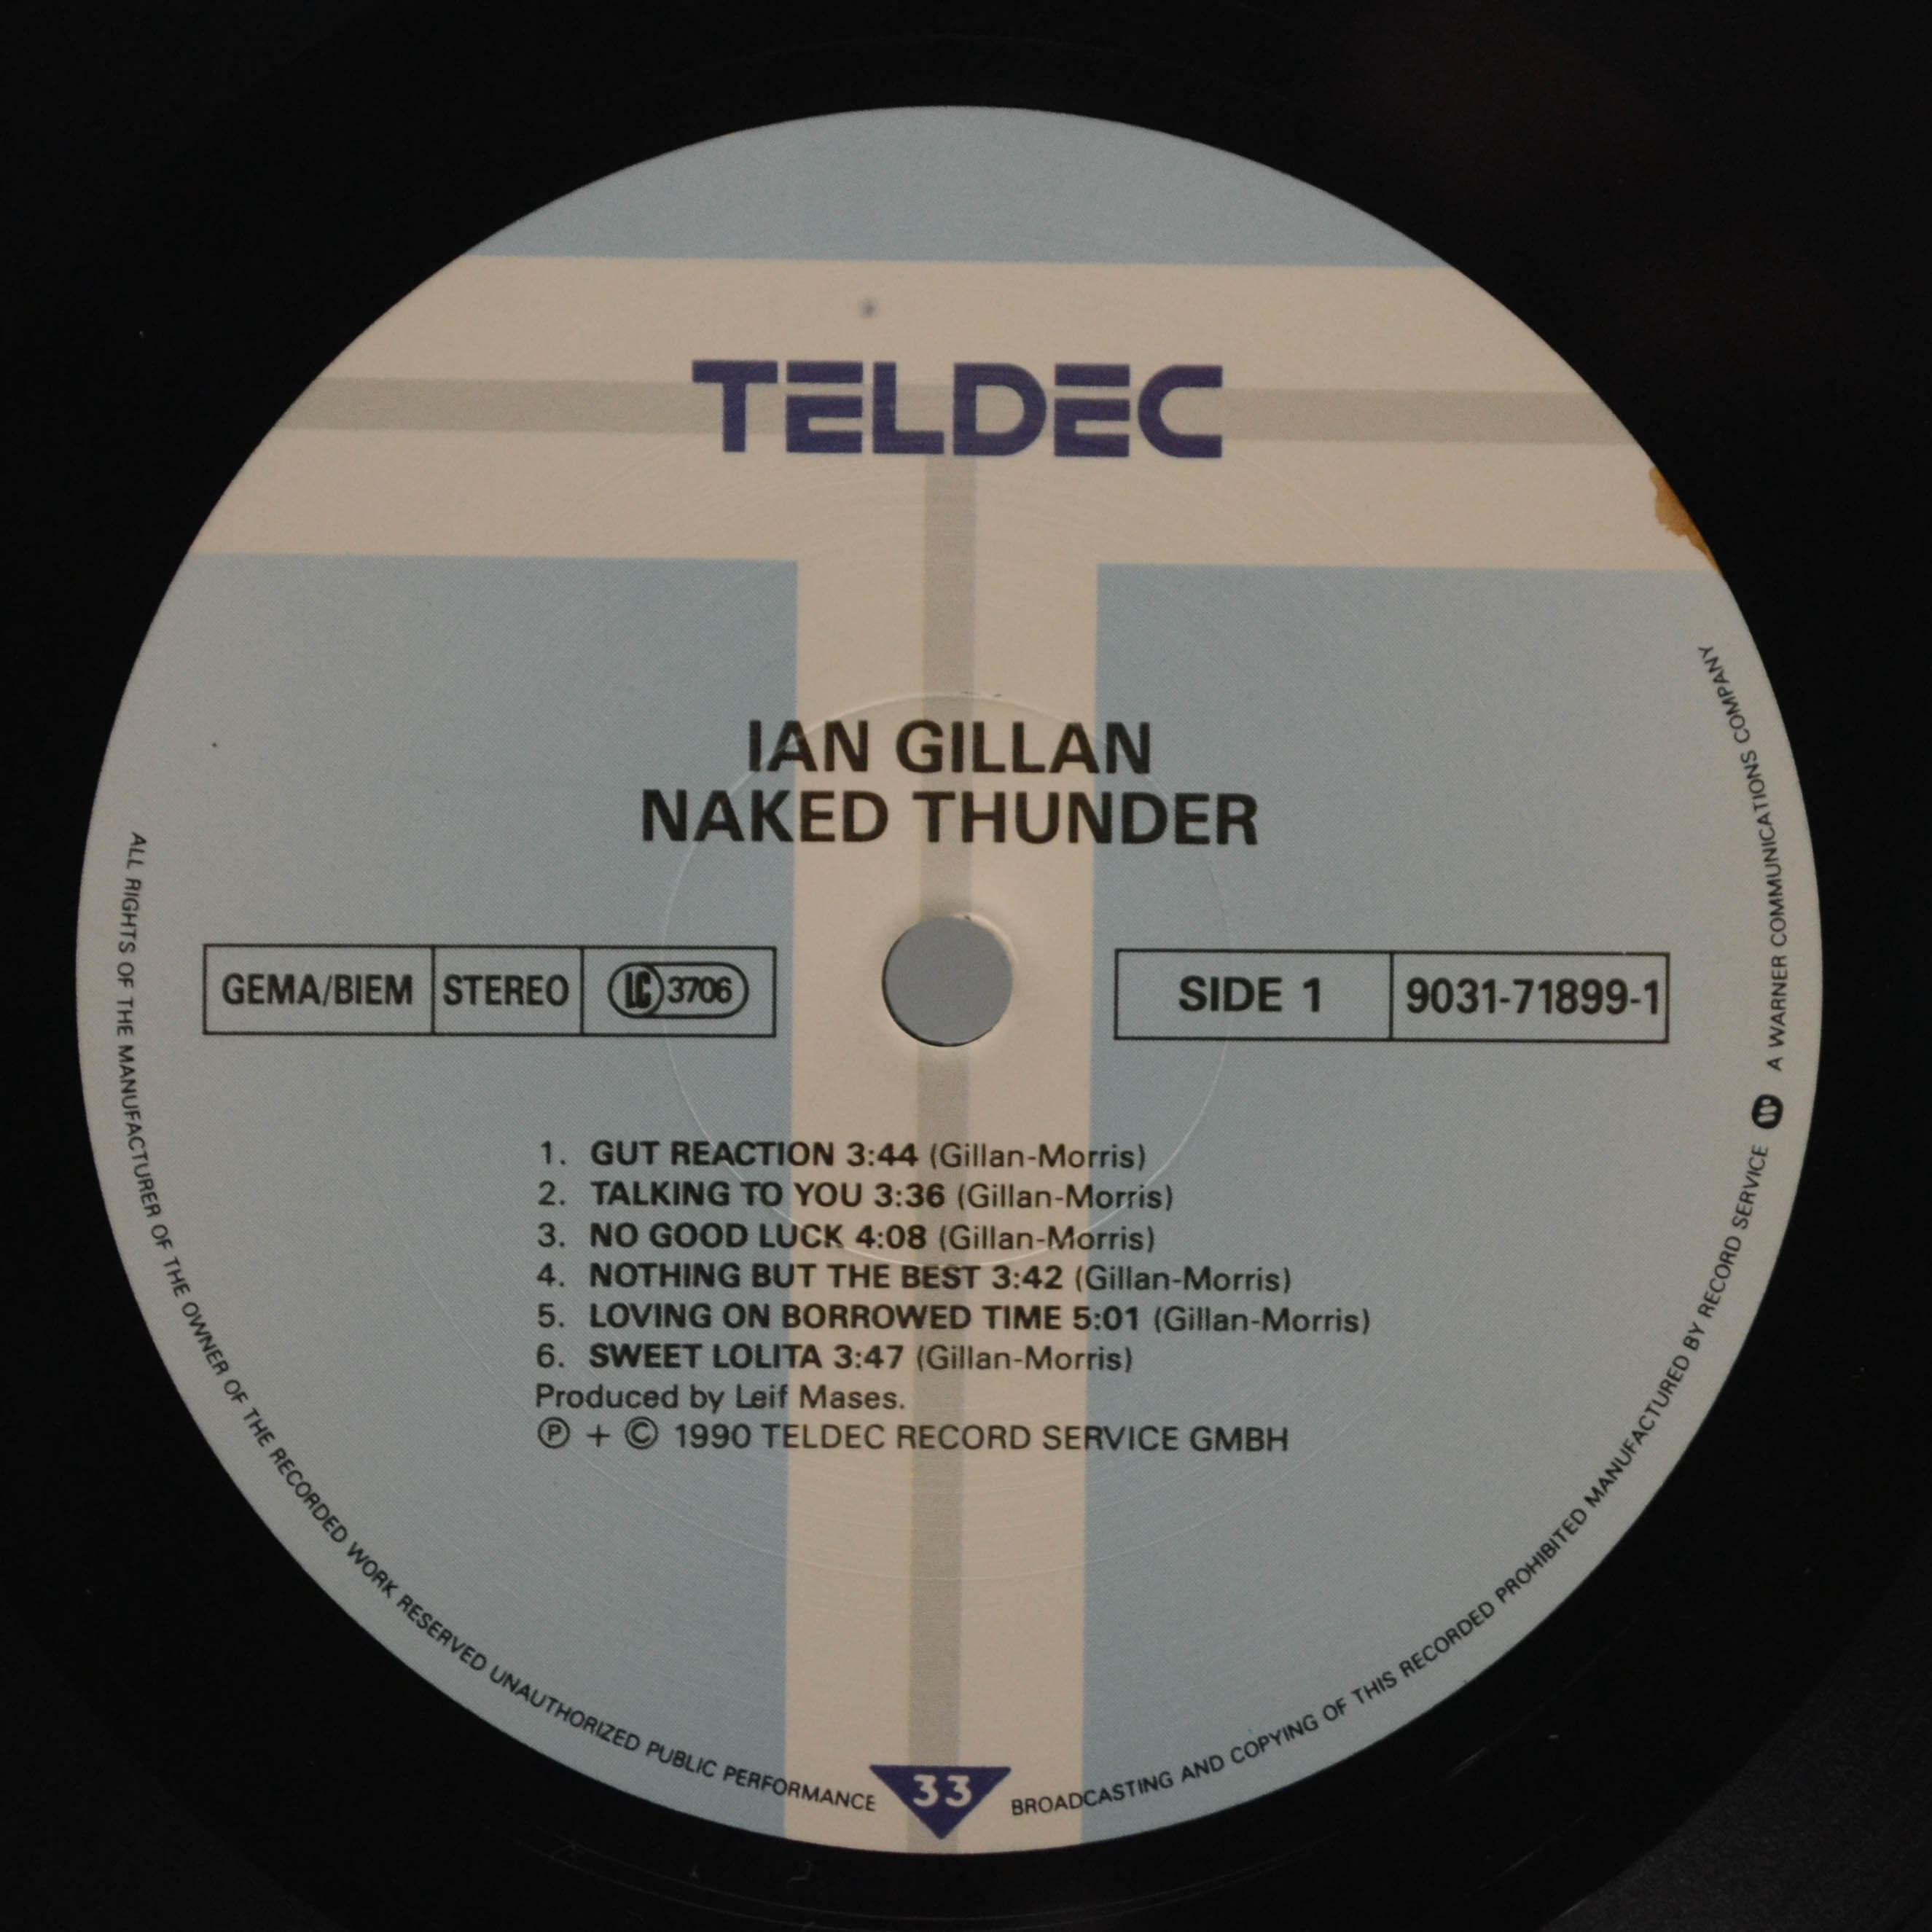 TELDEC
IAN GILLAN
NAKED THUNDER
GEMA/BIEM STEREO LC 3706
SIDE 1 9031-71899-1
1. GUT REACTION 3:44 (Gillan-Morris)
2. TALKING TO YOU 3:36 (Gillan-Morris)
3. NO GOOD LUCK 4:08 (Gillan-Morris)
4. NOTHING BUT THE BEST 3:42 (Gillan-Morris)
5. LOVING ON BORROWED TIME 5:01 (Gillan-Morris)
6. SWEET LOLITA 3:47 (Gillan-Morris)
Produced by Leif Mases.
Ⓟ + © 1990 TELDEC RECORD SERVICE GMBH
33
ALL RIGHTS OF THE MANUFACTURER OF THE OWNER OF THE RECORDED WORK RESERVED UNAUTHORIZED PUBLIC PERFORMANCE BROADCASTING AND COPYING OF THIS RECORDED PROHIBITED MANUFACTURED BY RECORD SERVICE W A WARNER COMMUNICATIONS COMPANY